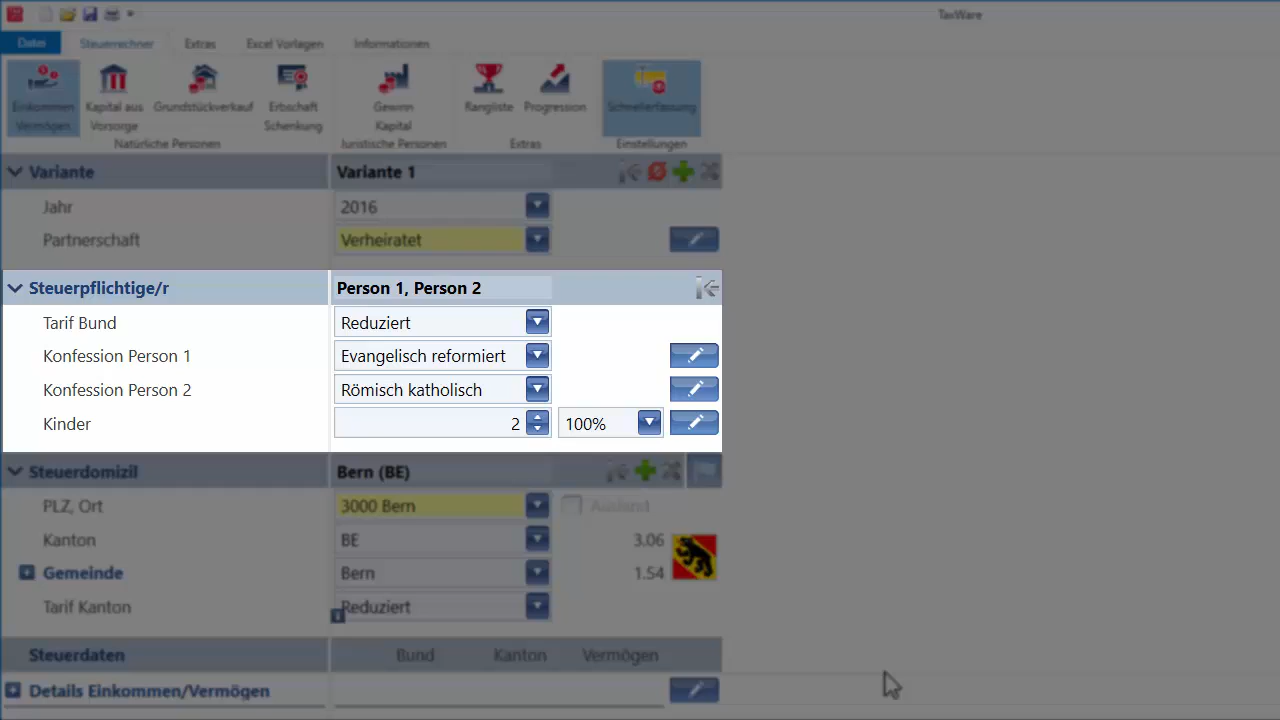 TaxWare
Datei Steuerrechner Extras Excel Vorlagen Informationen
Einkommen Vermögen
Kapital aus Vorsorge
Grundstückverkauf
Erbschaft Schenkung
Gewinn Kapital
Rangliste
Progression
Schnellerfassung
Natürliche Personen Juristische Personen Extras Einstellungen
Variante Variante 1
Jahr 2016
Partnerschaft Verheiratet
Steuerpflichtige/r Person 1, Person 2
Tarif Bund Reduziert
Konfession Person 1 Evangelisch reformiert
Konfession Person 2 Römisch katholisch
Kinder 2 100%
Steuerdomizil Bern (BE)
PLZ, Ort 3000 Bern Ausland
Kanton BE 3.06
Gemeinde Bern 1.54
Tarif Kanton Reduziert
Steuerdaten Bund Kanton Vermögen
Details Einkommen/Vermögen